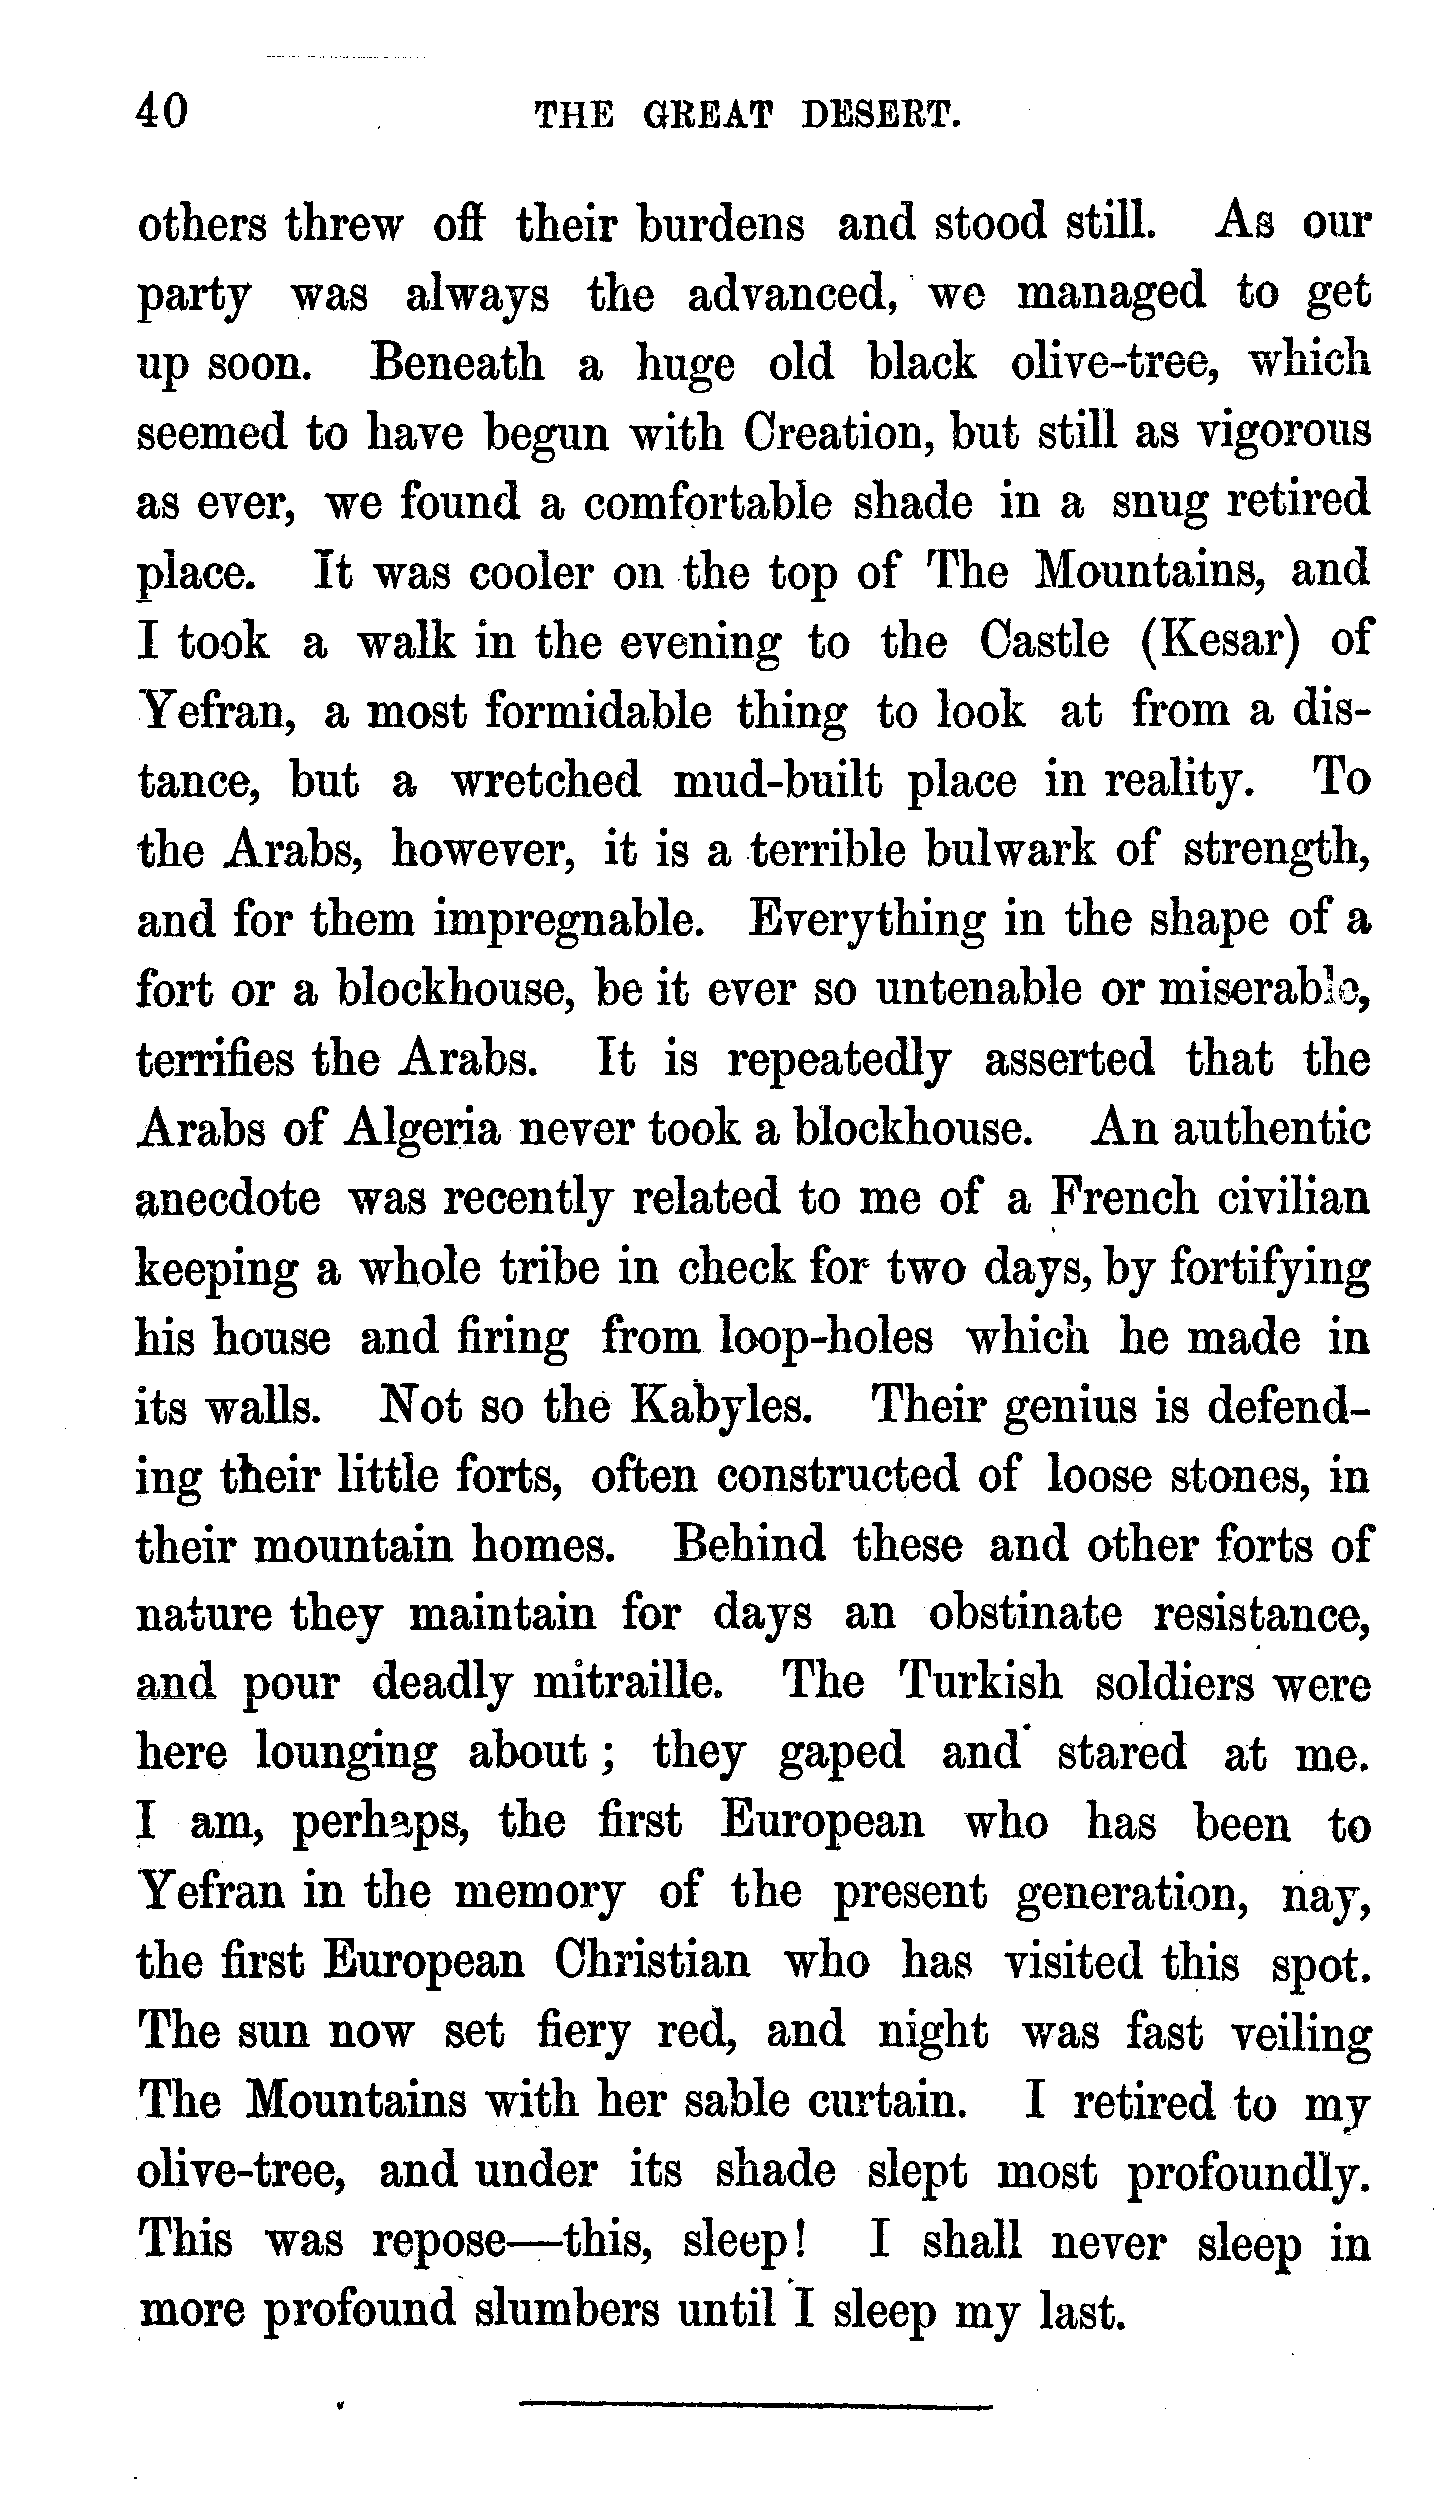 40 THE GREAT DESERT.
others threw off their burdens and stood still. As our
party was always the advanced, we managed to get
up soon. Beneath a huge old black olive-tree, which
seemed to have begun with Creation, but still as vigorous
as ever, we found a comfortable shade in a snug retired
place. It was cooler on the top of The Mountains, and
I took a walk in the evening to the Castle (Kesar) of
Yefran, a most formidable thing to look at from a dis-
tance, but a wretched mud-built place in reality. To
the Arabs, however, it is a terrible bulwark of strength,
and for them impregnable. Everything in the shape of a
fort or a blockhouse, be it ever so untenable or miserable,
terrifies the Arabs. It is repeatedly asserted that the
Arabs of Algeria never took a blockhouse. An authentic
anecdote was recently related to me of a French civilian
keeping a whole tribe in check for two days, by fortifying
his house and firing from loop-holes which he made in
its walls. Not so the Kabyles. Their genius is defend-
ing their little forts, often constructed of loose stones, in
their mountain homes. Behind these and other forts of
nature they maintain for days an obstinate resistance,
and pour deadly mitraille. The Turkish soldiers were
here lounging about; they gaped and stared at me.
I am, perhaps, the first European who has been to
Yefran in the memory of the present generation, nay,
the first European Christian who has visited this spot.
The sun now set fiery red, and night was fast veiling
The Mountains with her sable curtain. I retired to my
olive-tree, and under its shade slept most profoundly.
This was repose—this, sleep! I shall never sleep in
more profound slumbers until I sleep my last.